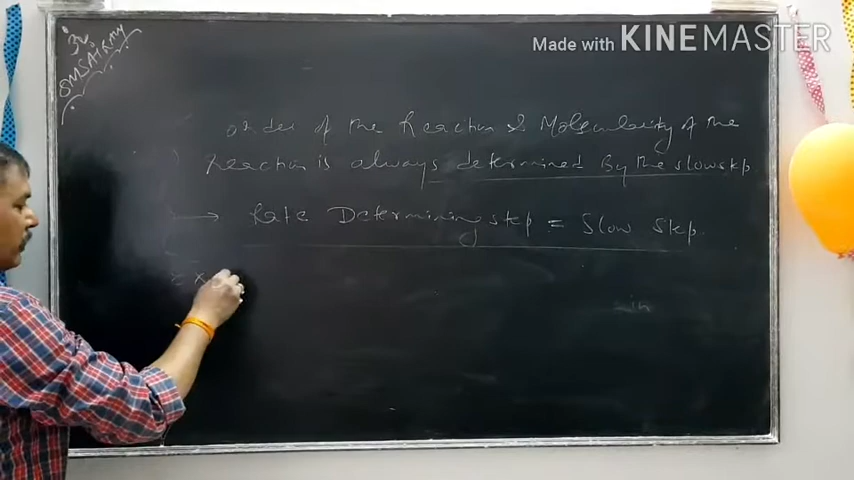 Made with KINEMASTER
Order of the Reaction & Molecularity of the
Reaction is always determined By the slow step
→ Rate Determining step = Slow Step
in